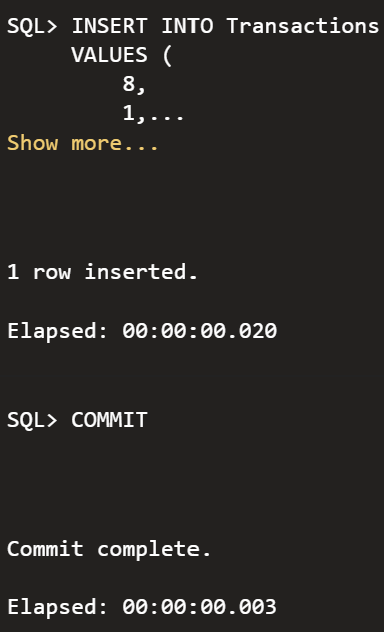 SQL> INSERT INTO Transactions
VALUES (
8,
1,...
Show more...
1 row inserted.
Elapsed: 00:00:00.020
SQL> COMMIT
Commit complete.
Elapsed: 00:00:00.003